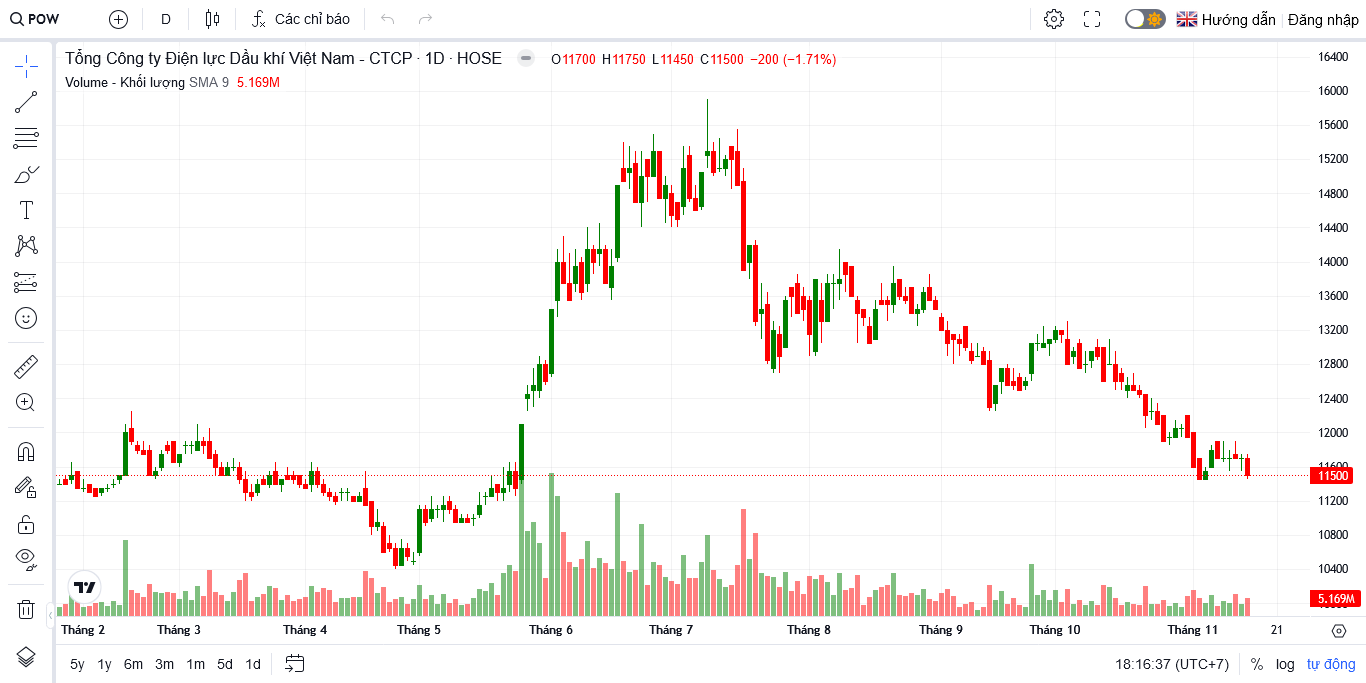 POW D Các chỉ báo Hướng dẫn Đăng nhập
Tổng Công ty Điện lực Dầu khí Việt Nam - CTCP · 1D · HOSE O11700 H11750 L11450 C11500 −200 (−1.71%)
Volume - Khối lượng SMA 9 5.169M
16400
16000
15600
15200
14800
14400
14000
13600
13200
12800
12400
12000
11500
11200
10800
10400
5.169M
Tháng 2 Tháng 3 Tháng 4 Tháng 5 Tháng 6 Tháng 7 Tháng 8 Tháng 9 Tháng 10 Tháng 11 21
5y 1y 6m 3m 1m 5d 1d 18:16:37 (UTC+7) % log tự động